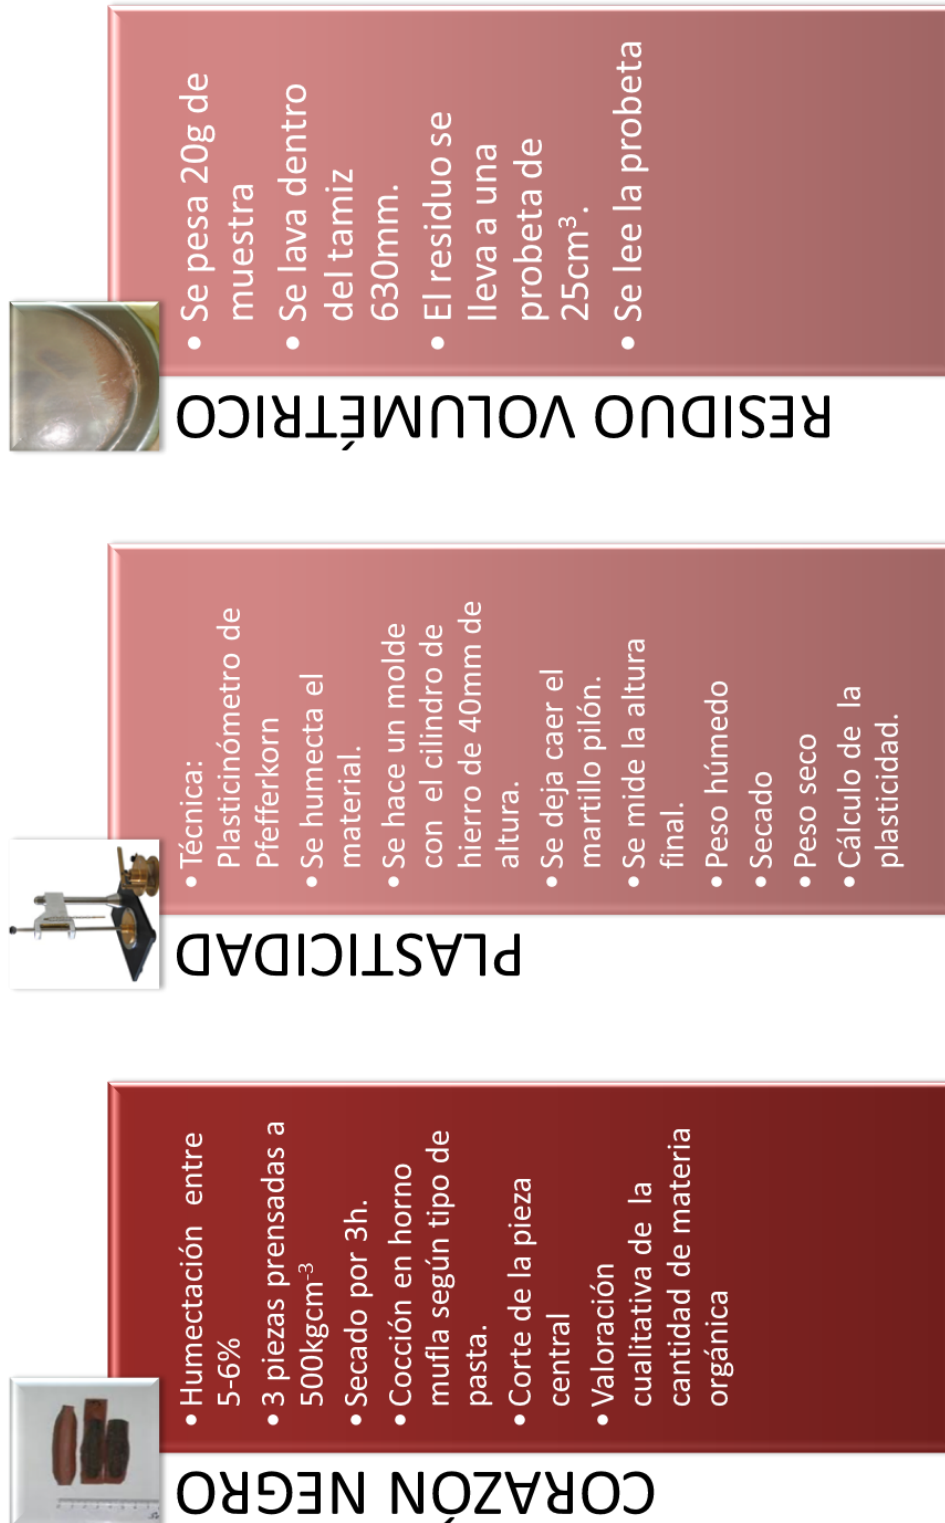 CORAZÓN NEGRO
• Humectación entre
5-6%
• 3 piezas prensadas a
500kgcm⁻³
• Secado por 3h.
• Cocción en horno
mufla según tipo de
pasta.
• Corte de la pieza
central
• Valoración
cualitativa de la
cantidad de materia
orgánica
PLASTICIDAD
• Técnica:
Plasticinómetro de
Pfefferkorn
• Se humecta el
material.
• Se hace un molde
con el cilindro de
hierro de 40mm de
altura.
• Se deja caer el
martillo pilón.
• Se mide la altura
final.
• Peso húmedo
• Secado
• Peso seco
• Cálculo de la
plasticidad.
RESIDUO VOLUMÉTRICO
• Se pesa 20g de
muestra
• Se lava dentro
del tamiz
630mm.
• El residuo se
lleva a una
probeta de
25cm³.
• Se lee la probeta